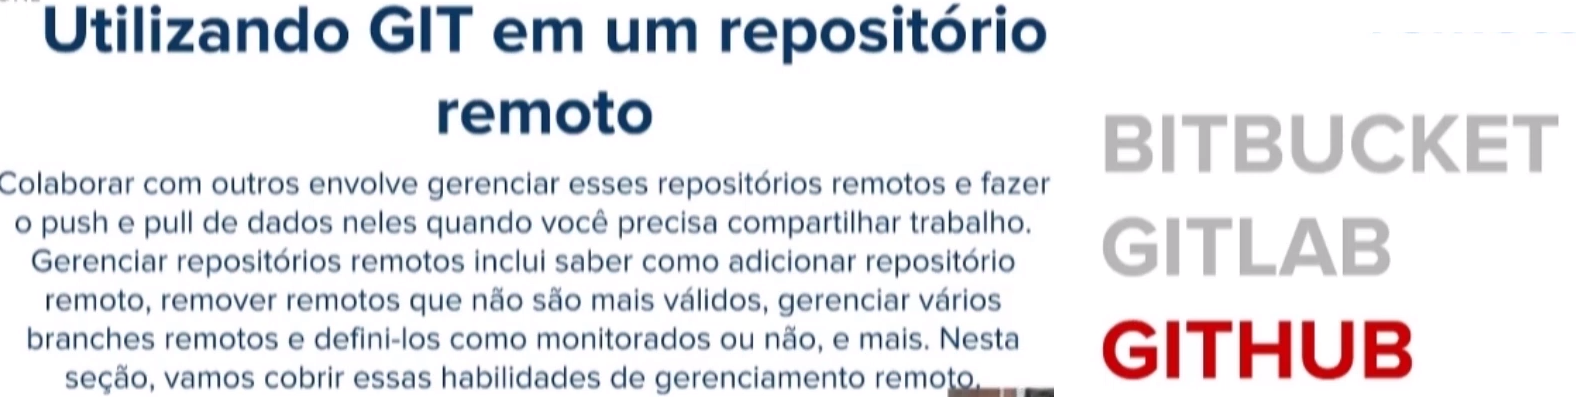 Utilizando GIT em um repositório
remoto
Colaborar com outros envolve gerenciar esses repositórios remotos e fazer
o push e pull de dados neles quando você precisa compartilhar trabalho.
Gerenciar repositórios remotos inclui saber como adicionar repositório
remoto, remover remotos que não são mais válidos, gerenciar vários
branches remotos e defini-los como monitorados ou não, e mais. Nesta
seção, vamos cobrir essas habilidades de gerenciamento remoto.
BITBUCKET
GITLAB
GITHUB